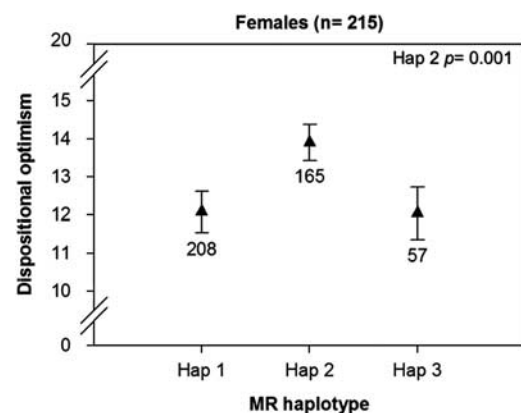 Females (n= 215)
20
Hap 2 p= 0.001
15
14
13
12
11
10
0
Dispositional optimism
208
165
57
Hap 1 Hap 2 Hap 3
MR haplotype